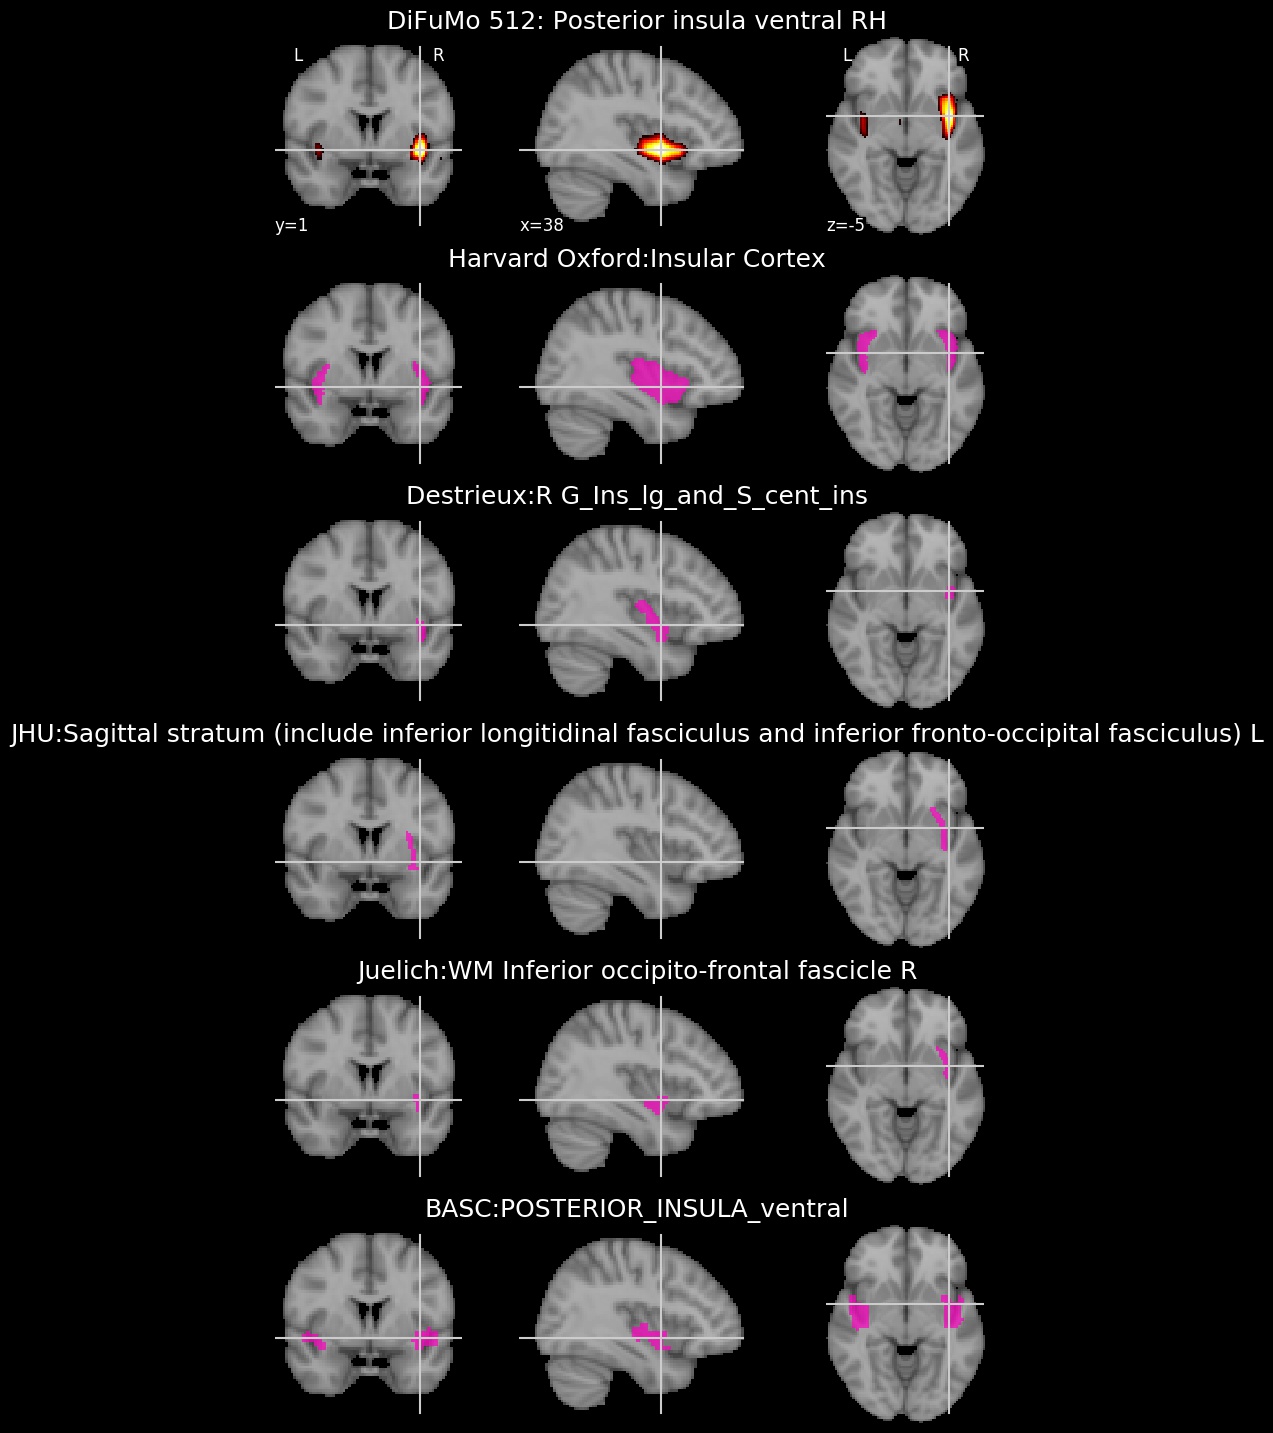 DiFuMo 512: Posterior insula ventral RH
L R L R
y=1 x=38 z=-5
Harvard Oxford:Insular Cortex
Destrieux:R G_Ins_lg_and_S_cent_ins
JHU:Sagittal stratum (include inferior longitidinal fasciculus and inferior fronto-occipital fasciculus) L
Juelich:WM Inferior occipito-frontal fascicle R
BASC:POSTERIOR_INSULA_ventral